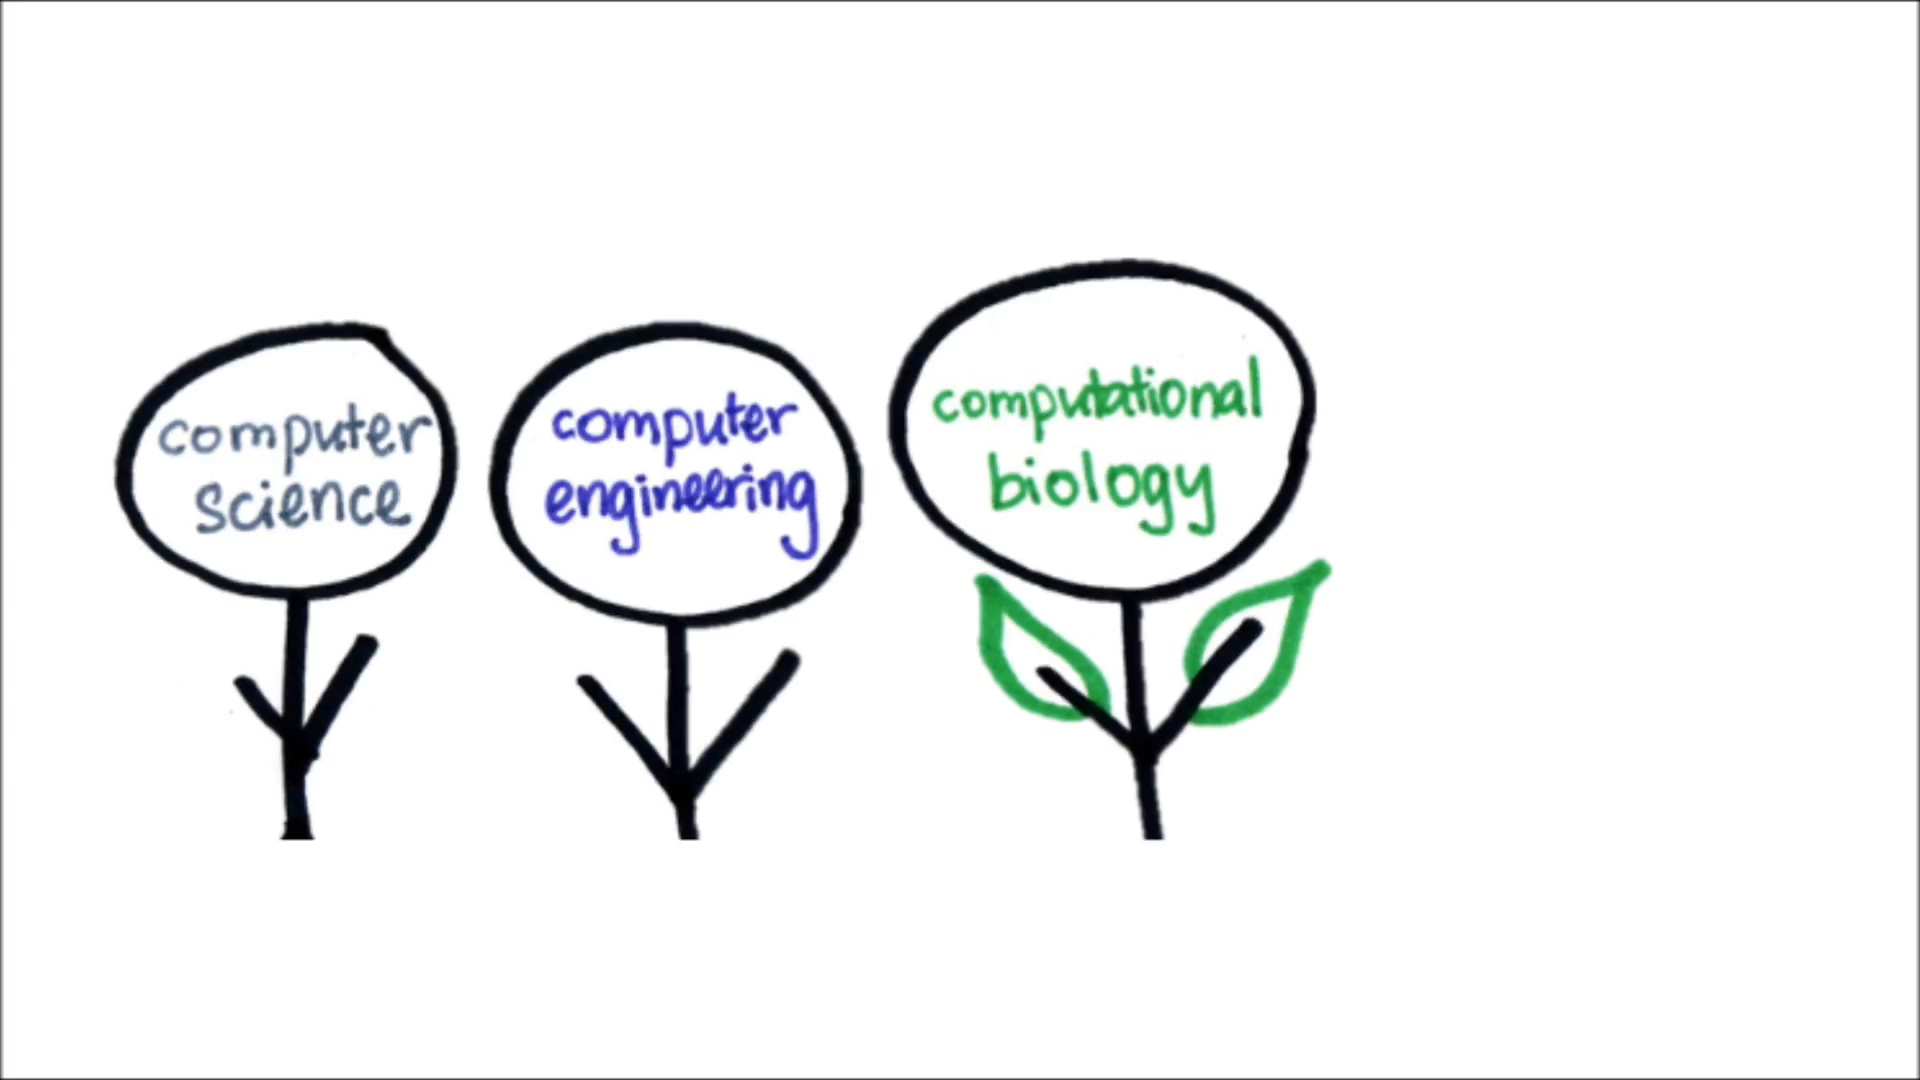 computer
science
computer
engineering
computational
biology